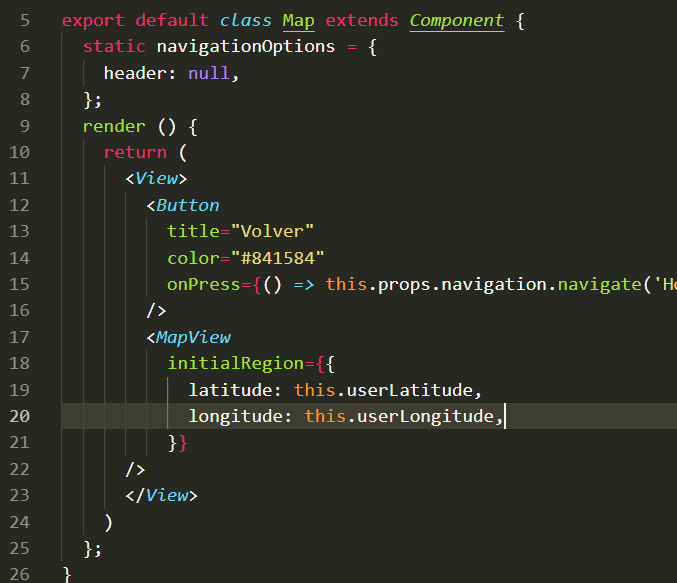 5 export default class Map extends Component {
6 static navigationOptions = {
7 header: null,
8 };
9 render () {
10 return (
11 <View>
12 <Button
13 title="Volver"
14 color="#841584"
15 onPress={() => this.props.navigation.navigate('Ho
16 />
17 <MapView
18 initialRegion={{
19 latitude: this.userLatitude,
20 longitude: this.userLongitude,
21 }}
22 />
23 </View>
24 )
25 };
26 }